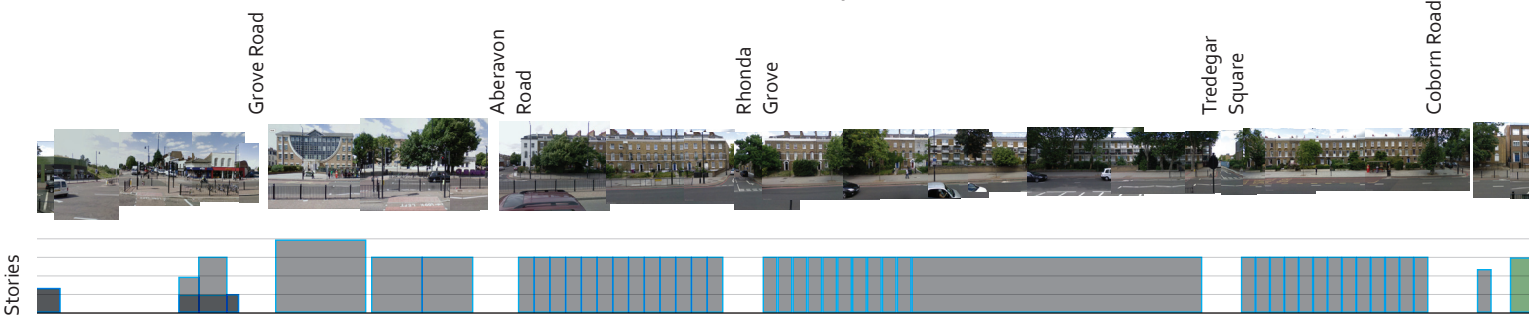 Grove Road
Aberavon
Road
Rhonda
Grove
Tredegar
Square
Coborn Road
Stories